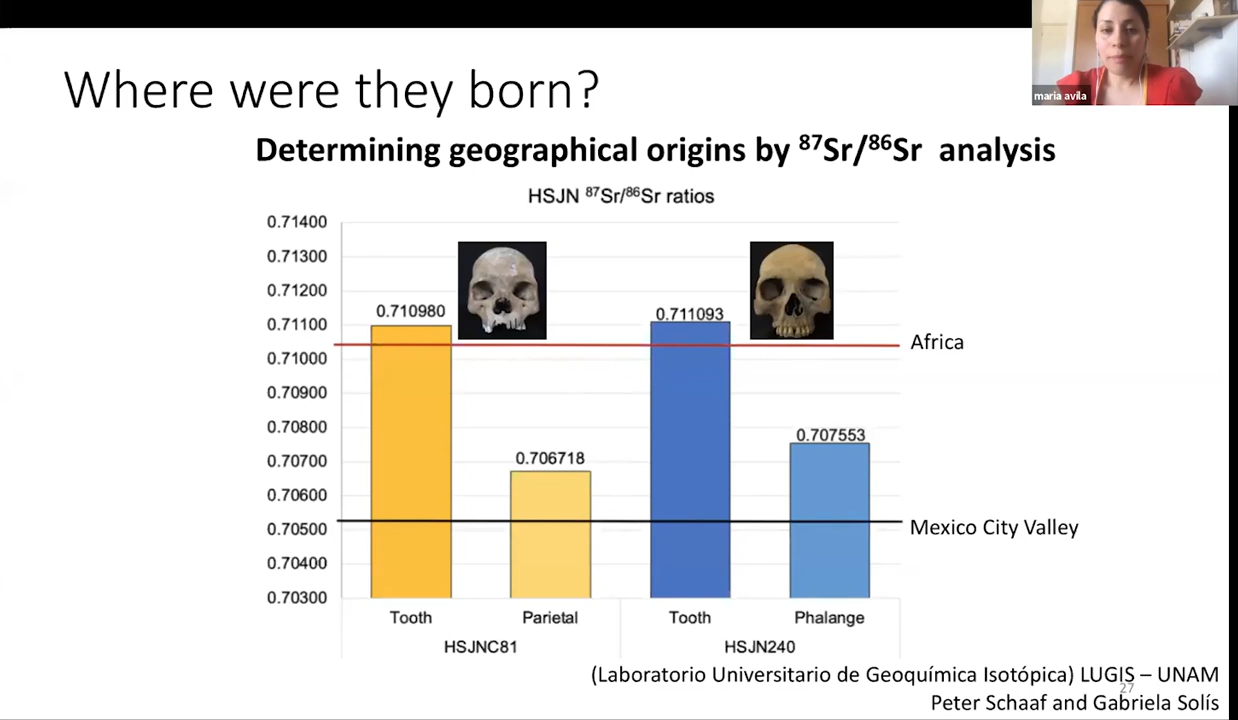 maria avila
Where were they born?
Determining geographical origins by ⁸⁷Sr/⁸⁶Sr analysis
HSJN ⁸⁷Sr/⁸⁶Sr ratios
0.71400
0.71300
0.71200
0.71100
0.71000
0.70900
0.70800
0.70700
0.70600
0.70500
0.70400
0.70300
0.710980
0.706718
0.711093
0.707553
Africa
Mexico City Valley
Tooth Parietal Tooth Phalange
HSJNC81 HSJN240
(Laboratorio Universitario de Geoquímica Isotópica) LUGIS – UNAM
27
Peter Schaaf and Gabriela Solís